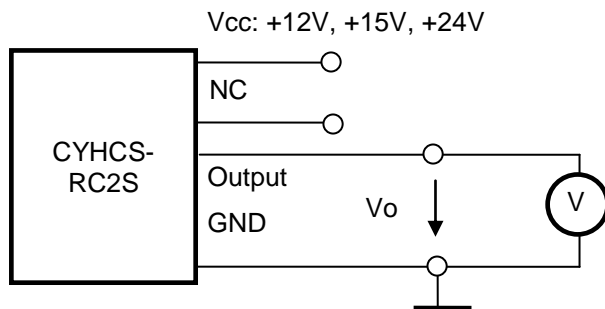 Vcc: +12V, +15V, +24V
NC
CYHCS-
RC2S
Output
V
Vo
GND